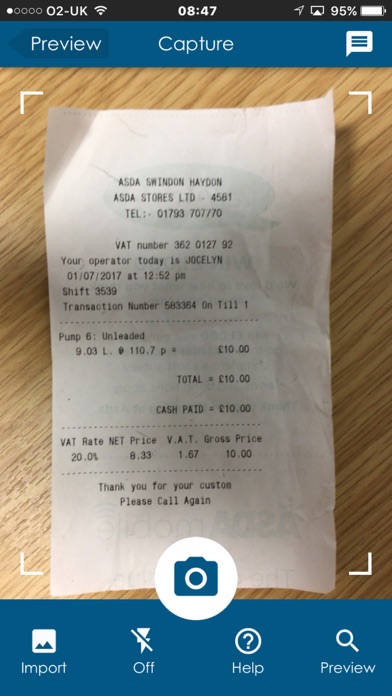 O2-UK 08:47 95%
Preview Capture
ASDA SWINDON HAYDON
ASDA STORES LTD - 4581
TEL:- 01793 707770
VAT number 362 0127 92
Your operator today is JOCELYN
01/07/2017 at 12:52 pm
Shift 3539
Transaction Number 583364 On Till 1
Pump 6: Unleaded
9.03 L. @ 110.7 p = £10.00
TOTAL = £10.00
CASH PAID = £10.00
VAT Rate NET Price V.A.T. Gross Price
20.0% 8.33 1.67 10.00
Thank you for your custom
Please Call Again
ASDA mobile
Import Off Help Preview